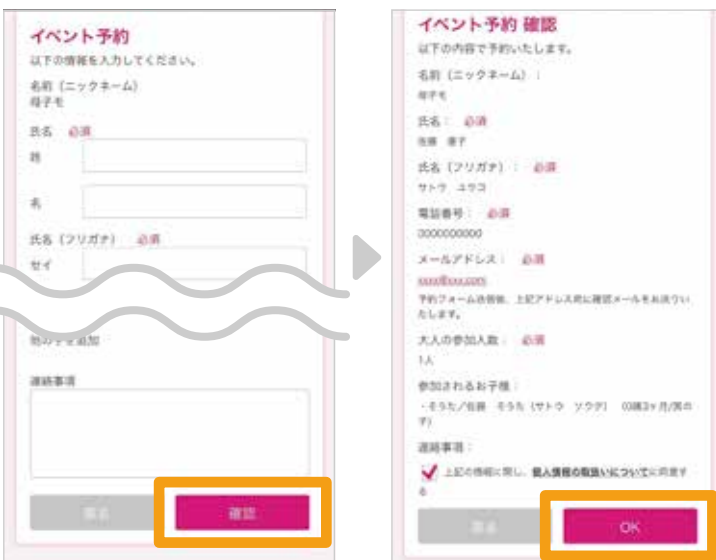 イベント予約
以下の情報を入力してください。
名前（ニックネーム）
母子モ
氏名 必須
姓
名
氏名（フリガナ） 必須
セイ
他の子を追加
連絡事項
戻る
確認
イベント予約 確認
以下の内容で予約いたします。
名前（ニックネーム）：
母子モ
氏名： 必須
佐藤
氏名（フリガナ）： 必須
サトウ ユウコ
電話番号： 必須
0000000000
メールアドレス： 必須
xxxx@xxx.com
予約フォーム送信後、上記アドレス宛に確認メールをお送りい
たします。
大人の参加人数： 必須
1人
参加されるお子様：
・そうた/佐藤 そうた（サトウ ソウタ） （0歳3ヶ月/男の
子）
連絡事項：
上記の情報に関し、個人情報の取扱いについてに同意す
る
戻る
OK